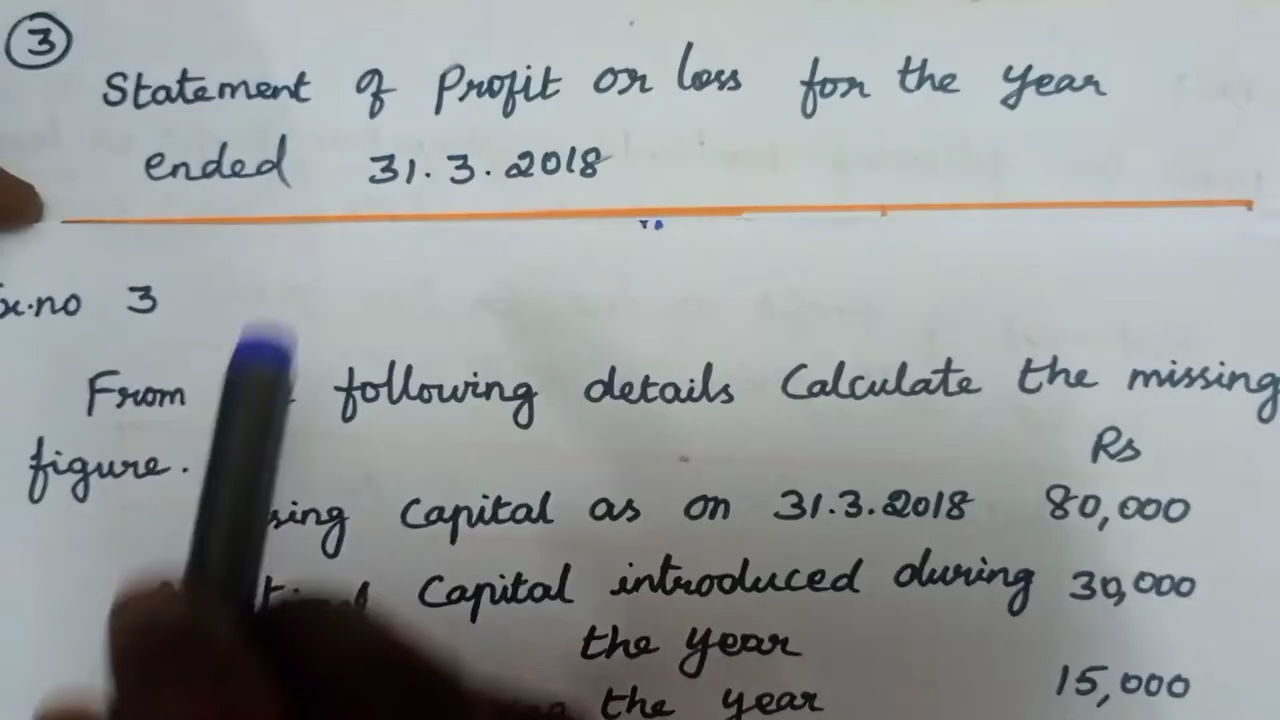 3
Statement of Profit or loss for the year
ended 31.3.2018
no 3
From following details Calculate the missing
figure. Rs
Capital as on 31.3.2018 80,000
Capital introduced during 30,000
the year
the year 15,000